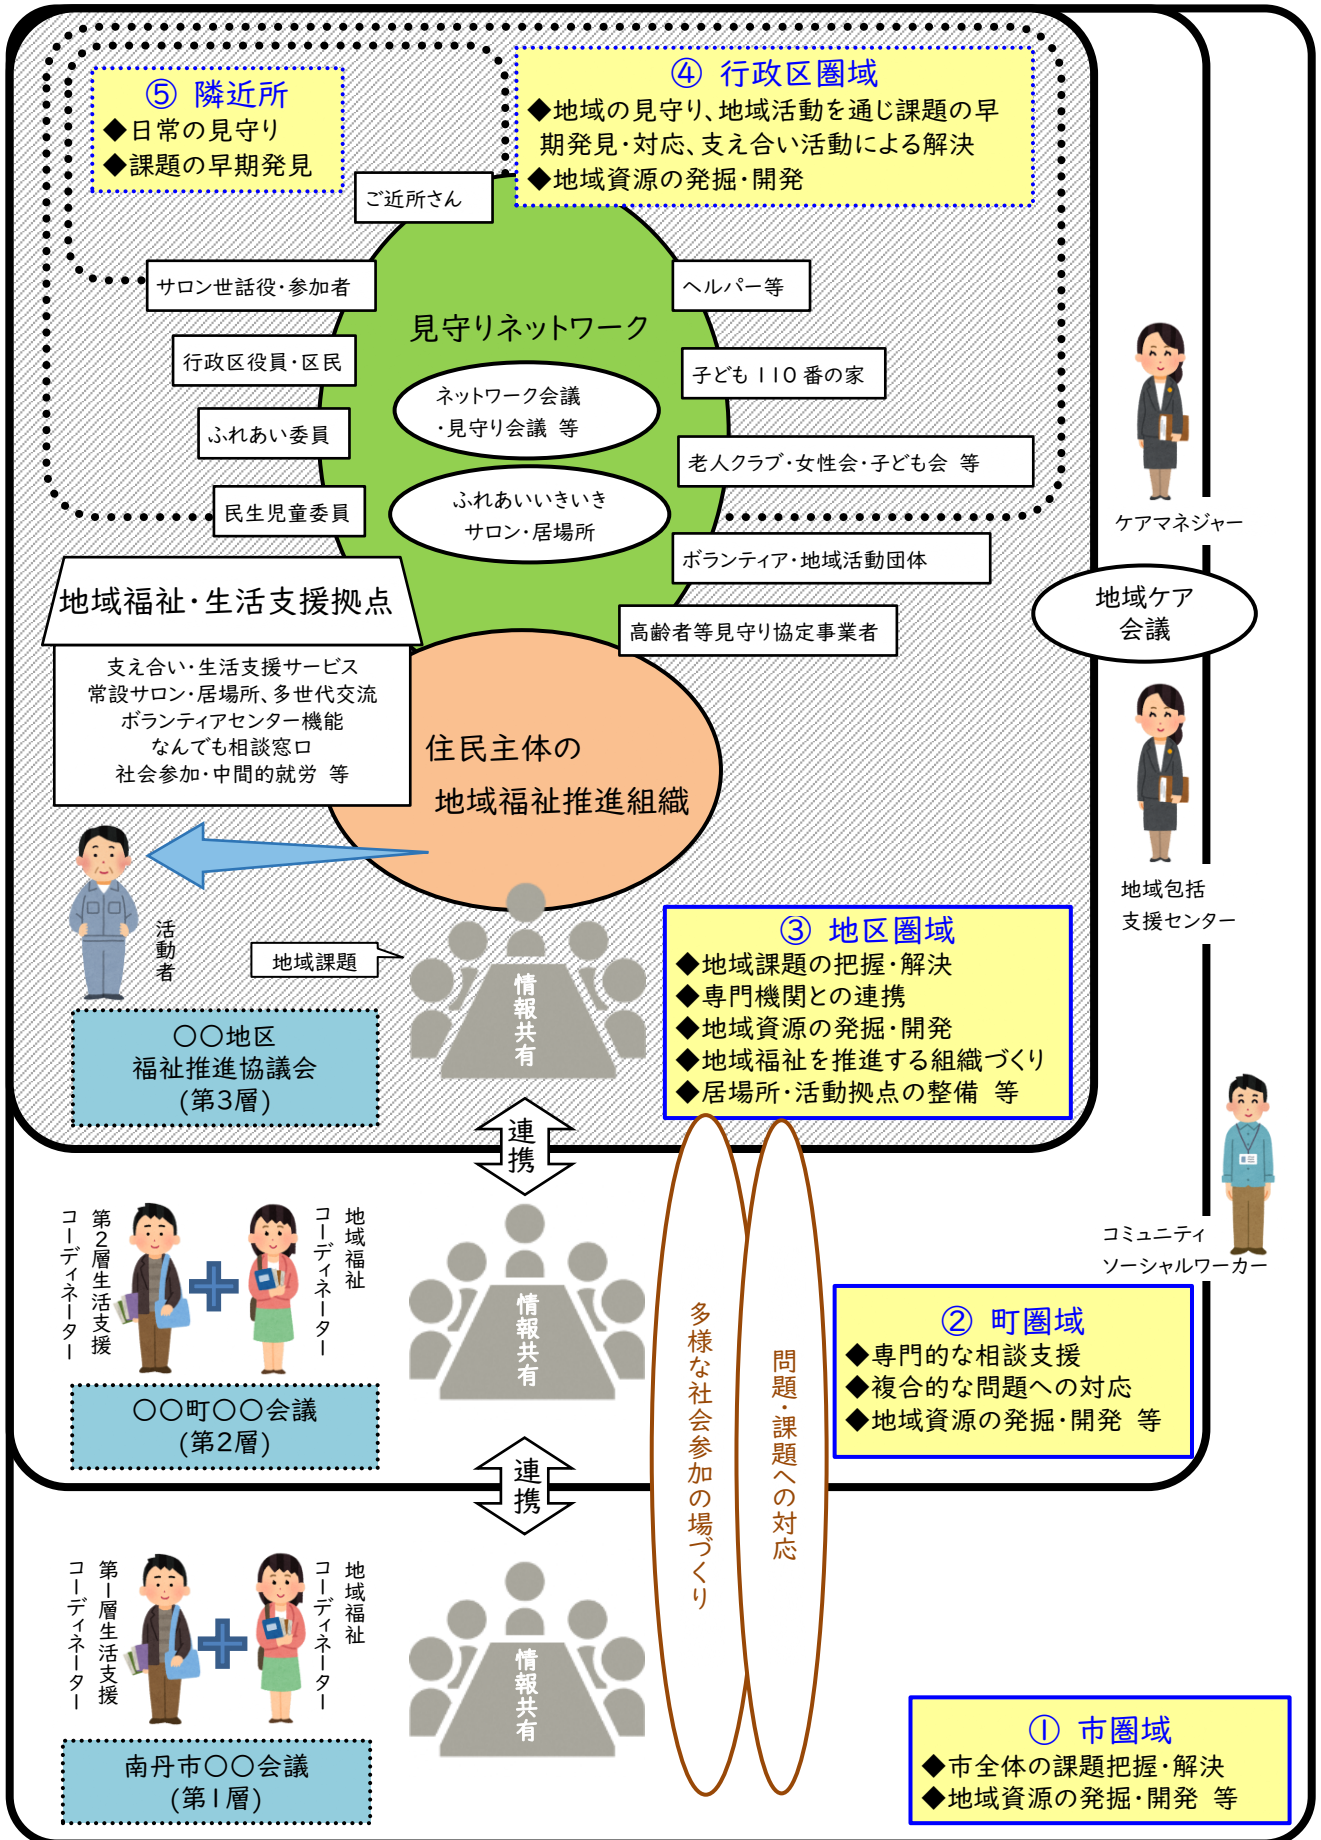 ⑤ 隣近所
◆日常の見守り
◆課題の早期発見
④ 行政区圏域
◆地域の見守り、地域活動を通じ課題の早
期発見・対応、支え合い活動による解決
◆地域資源の発掘・開発
ご近所さん
サロン世話役・参加者
行政区役員・区民
ふれあい委員
民生児童委員
ヘルパー等
子ども110番の家
老人クラブ・女性会・子ども会 等
ボランティア・地域活動団体
高齢者等見守り協定事業者
見守りネットワーク
ネットワーク会議
・見守り会議 等
ふれあいいきいき
サロン・居場所
地域福祉・生活支援拠点
支え合い・生活支援サービス
常設サロン・居場所、多世代交流
ボランティアセンター機能
なんでも相談窓口
社会参加・中間的就労 等
住民主体の
地域福祉推進組織
ケアマネジャー
地域ケア
会議
地域包括
支援センター
活動者
地域課題
情報共有
〇〇地区
福祉推進協議会
(第3層)
③ 地区圏域
◆地域課題の把握・解決
◆専門機関との連携
◆地域資源の発掘・開発
◆地域福祉を推進する組織づくり
◆居場所・活動拠点の整備 等
連携
コミュニティ
ソーシャルワーカー
第2層生活支援
コーディネーター
地域福祉
コーディネーター
情報共有
〇〇町〇〇会議
(第2層)
多様な社会参加の場づくり
問題・課題への対応
② 町圏域
◆専門的な相談支援
◆複合的な問題への対応
◆地域資源の発掘・開発 等
連携
第1層生活支援
コーディネーター
地域福祉
コーディネーター
情報共有
南丹市〇〇会議
(第1層)
① 市圏域
◆市全体の課題把握・解決
◆地域資源の発掘・開発 等